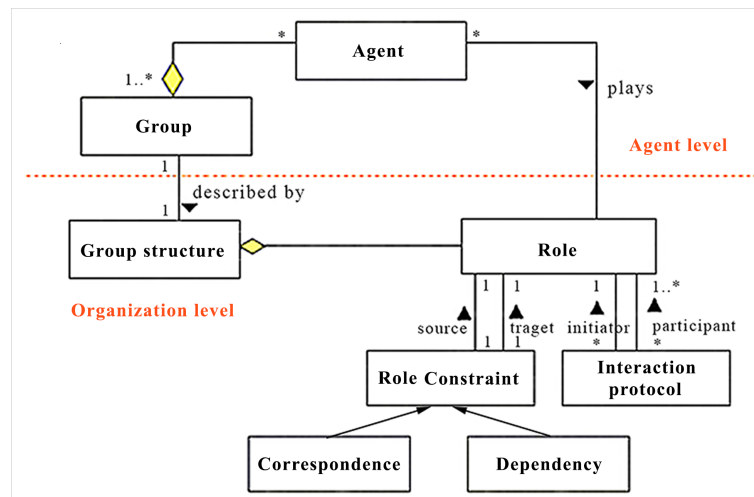 * Agent *
1..*
plays
Group
Agent level
1
described by
1
Group structure
Role
Organization level
1 1 1 1..*
source traget initiator participant
1 1 * *
Role Constraint
Interaction
protocol
Correspondence
Dependency